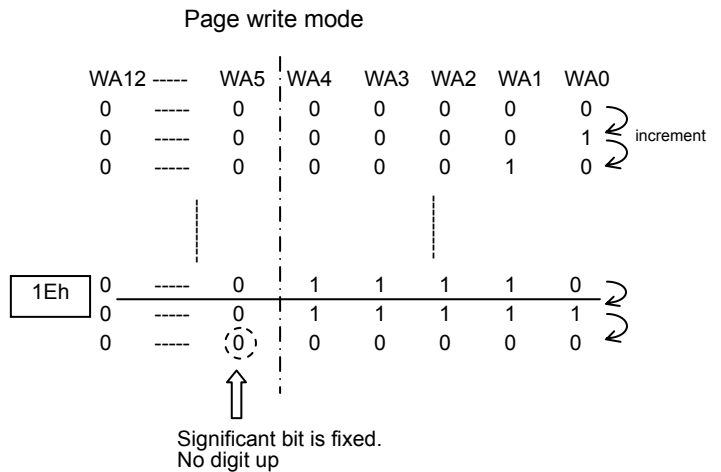 Page write mode
WA12 ----- WA5 WA4 WA3 WA2 WA1 WA0
0 ----- 0 0 0 0 0 0
0 ----- 0 0 0 0 0 1 increment
0 ----- 0 0 0 0 1 0
1Eh 0 ----- 0 1 1 1 1 0
0 ----- 0 1 1 1 1 1
0 ----- 0 0 0 0 0 0
Significant bit is fixed.
No digit up